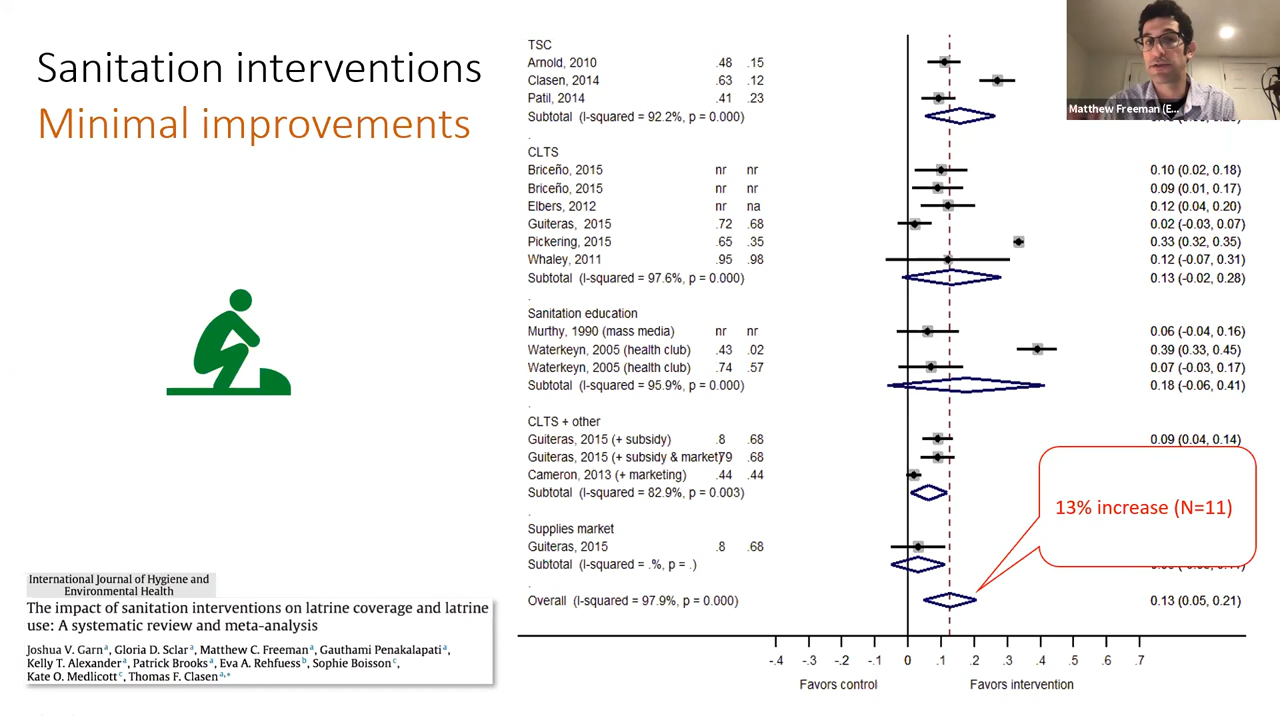 Sanitation interventions
Minimal improvements
International Journal of Hygiene and
Environmental Health
The impact of sanitation interventions on latrine coverage and latrine
use: A systematic review and meta-analysis
Joshua V. Garn a, Gloria D. Sclar a, Matthew C. Freeman a, Gauthami Penakalapati a,
Kelly T. Alexander a, Patrick Brooks a, Eva A. Rehfuess b, Sophie Boisson c,
Kate O. Medlicott c, Thomas F. Clasen a,*
TSC
Arnold, 2010 .48 .15
Clasen, 2014 .63 .12
Patil, 2014 .41 .23
Subtotal (I-squared = 92.2%, p = 0.000)
.
CLTS
Briceño, 2015 nr nr 0.10 (0.02, 0.18)
Briceño, 2015 nr nr 0.09 (0.01, 0.17)
Elbers, 2012 nr na 0.12 (0.04, 0.20)
Guiteras, 2015 .72 .68 0.02 (-0.03, 0.07)
Pickering, 2015 .65 .35 0.33 (0.32, 0.35)
Whaley, 2011 .95 .98 0.12 (-0.07, 0.31)
Subtotal (I-squared = 97.6%, p = 0.000) 0.13 (-0.02, 0.28)
.
Sanitation education
Murthy, 1990 (mass media) nr nr 0.06 (-0.04, 0.16)
Waterkeyn, 2005 (health club) .43 .02 0.39 (0.33, 0.45)
Waterkeyn, 2005 (health club) .74 .57 0.07 (-0.03, 0.17)
Subtotal (I-squared = 95.9%, p = 0.000) 0.18 (-0.06, 0.41)
.
CLTS + other
Guiteras, 2015 (+ subsidy) .8 .68 0.09 (0.04, 0.14)
Guiteras, 2015 (+ subsidy & market) 79 .68
Cameron, 2013 (+ marketing) .44 .44
Subtotal (I-squared = 82.9%, p = 0.003)
.
Supplies market
Guiteras, 2015 .8 .68
Subtotal (I-squared = .%, p = .)
.
Overall (I-squared = 97.9%, p = 0.000) 0.13 (0.05, 0.21)
13% increase (N=11)
-.4 -.2 -.1 0 .1 .2 .3 .4 .5 .6 .7
Favors control Favors intervention
Matthew Freeman (E...